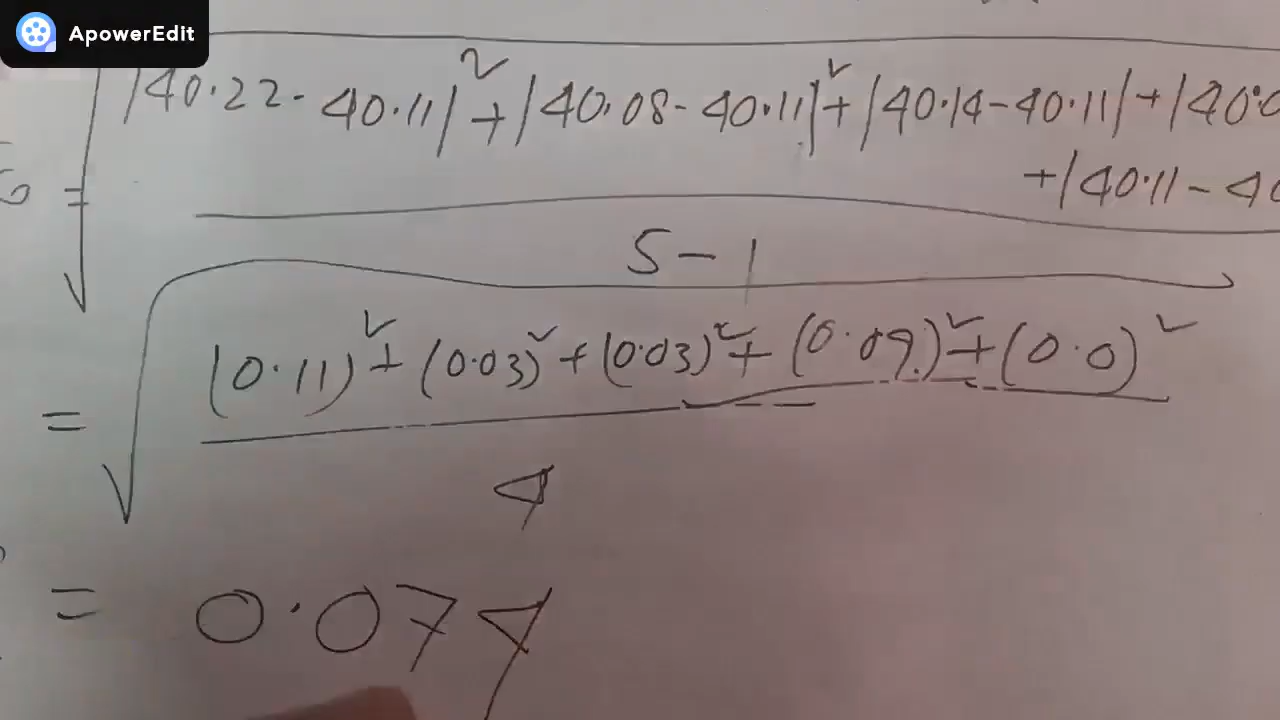 ApowerEdit
|40.22 - 40.11|² + |40.08 - 40.11|² + |40.14 - 40.11| + |40.0
σ = √
+ |40.11 - 40
5 - 1
= √ (0.11)² + (0.03)² + (0.03)² + (0.09)² + (0.0)²
4
= 0.074